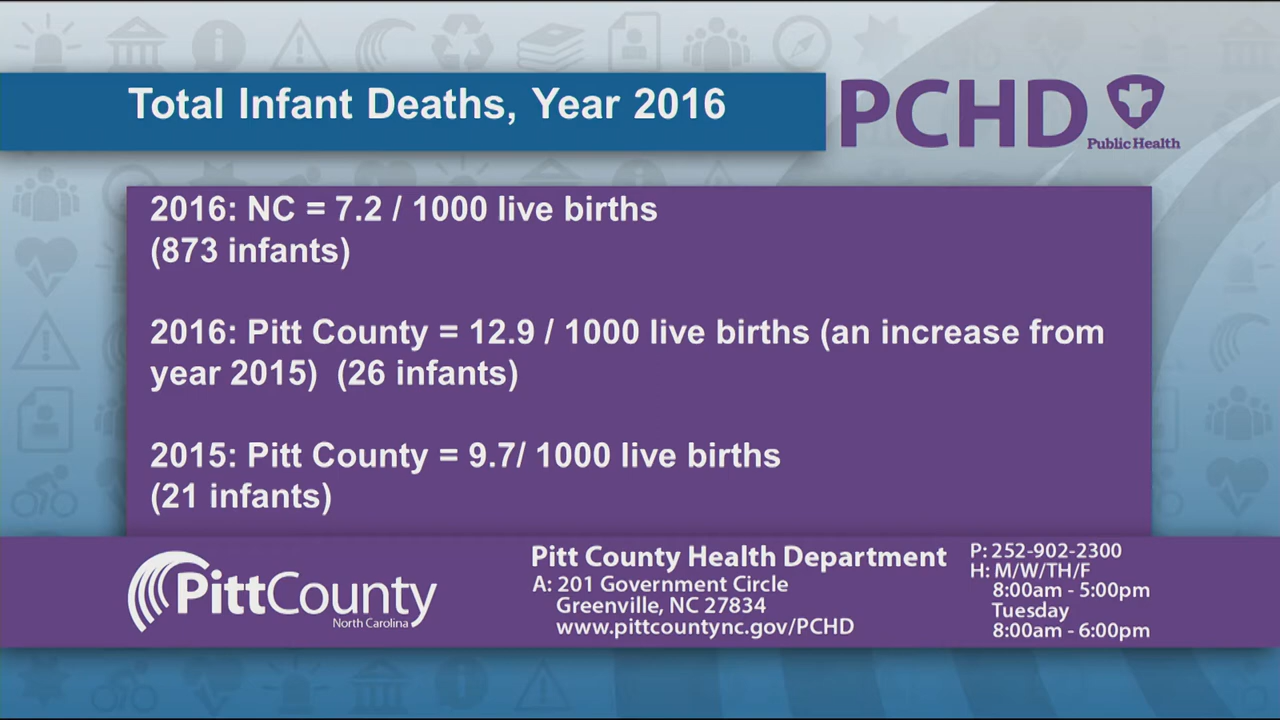 Total Infant Deaths, Year 2016
PCHD
Public Health
2016: NC = 7.2 / 1000 live births
(873 infants)
2016: Pitt County = 12.9 / 1000 live births (an increase from
year 2015)  (26 infants)
2015: Pitt County = 9.7/ 1000 live births
(21 infants)
PittCounty
North Carolina
Pitt County Health Department
A: 201 Government Circle
Greenville, NC 27834
www.pittcountync.gov/PCHD
P: 252-902-2300
H: M/W/TH/F
8:00am - 5:00pm
Tuesday
8:00am - 6:00pm